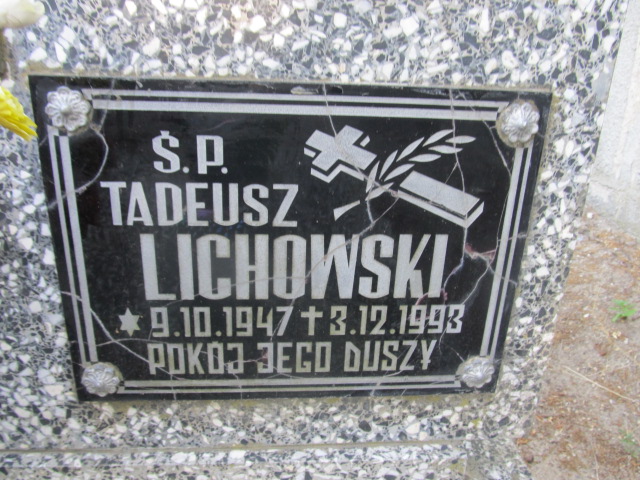 Ś.P.
TADEUSZ
LICHOWSKI
9.10.1947 3.12.1993
POKÓJ JEGO DUSZY